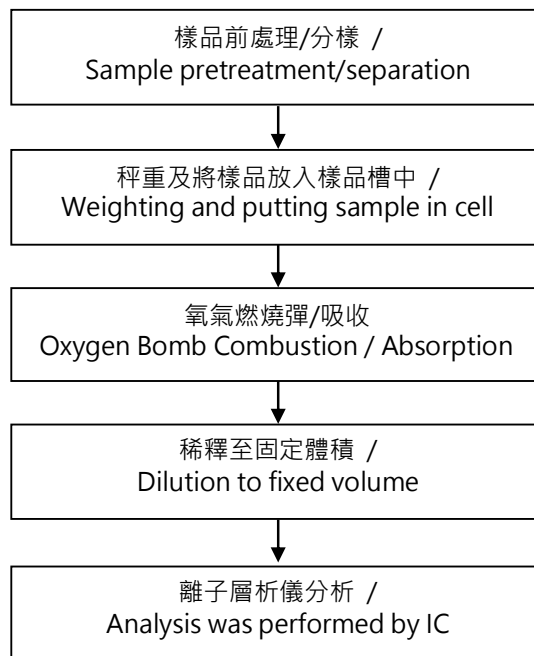 樣品前處理/分樣 /
Sample pretreatment/separation
秤重及將樣品放入樣品槽中 /
Weighting and putting sample in cell
氧氣燃燒彈/吸收
Oxygen Bomb Combustion / Absorption
稀釋至固定體積 /
Dilution to fixed volume
離子層析儀分析 /
Analysis was performed by IC